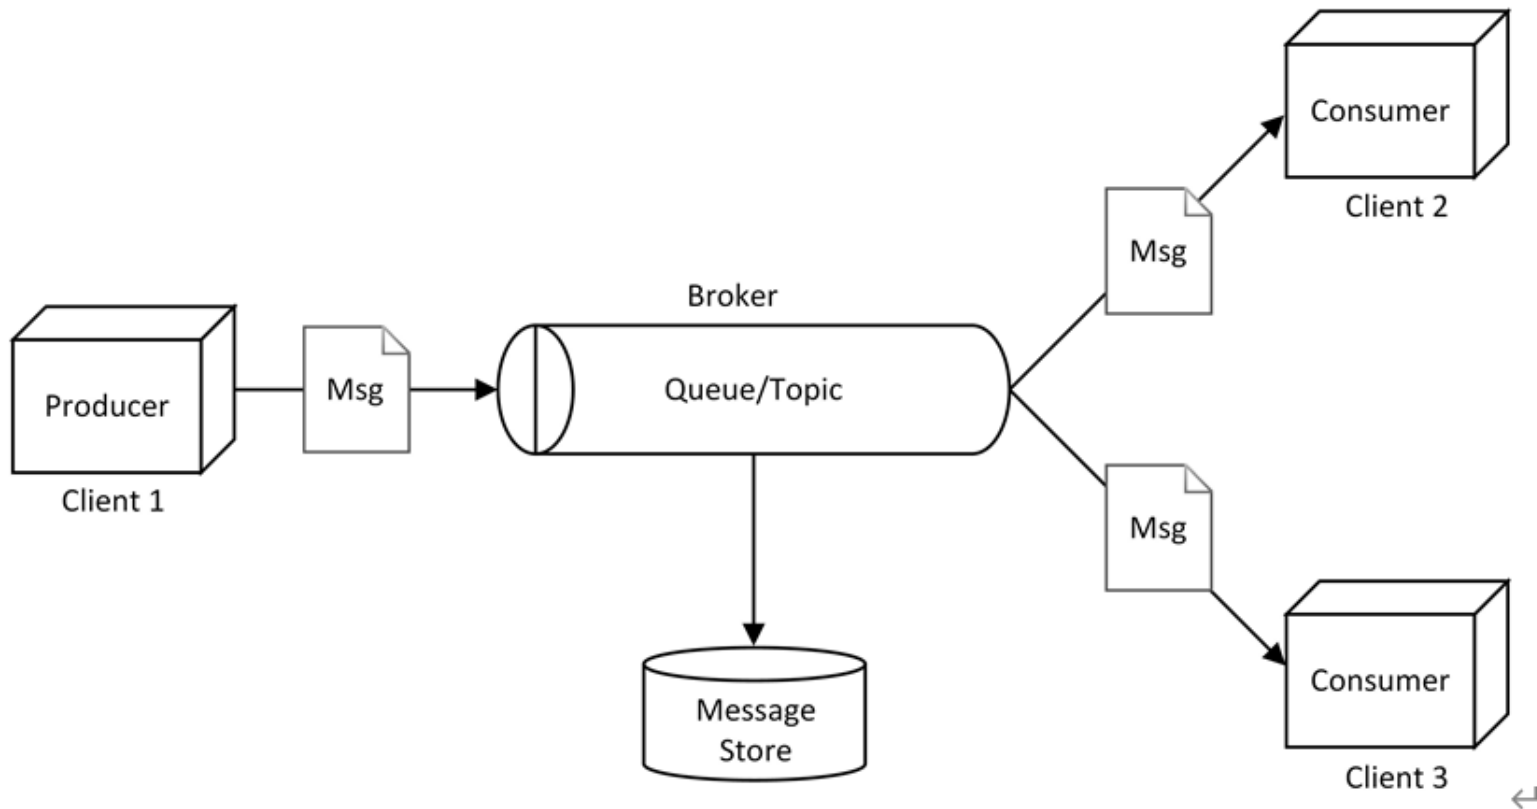 Producer
Client 1
Msg
Broker
Queue/Topic
Message
Store
Msg
Consumer
Client 2
Msg
Consumer
Client 3